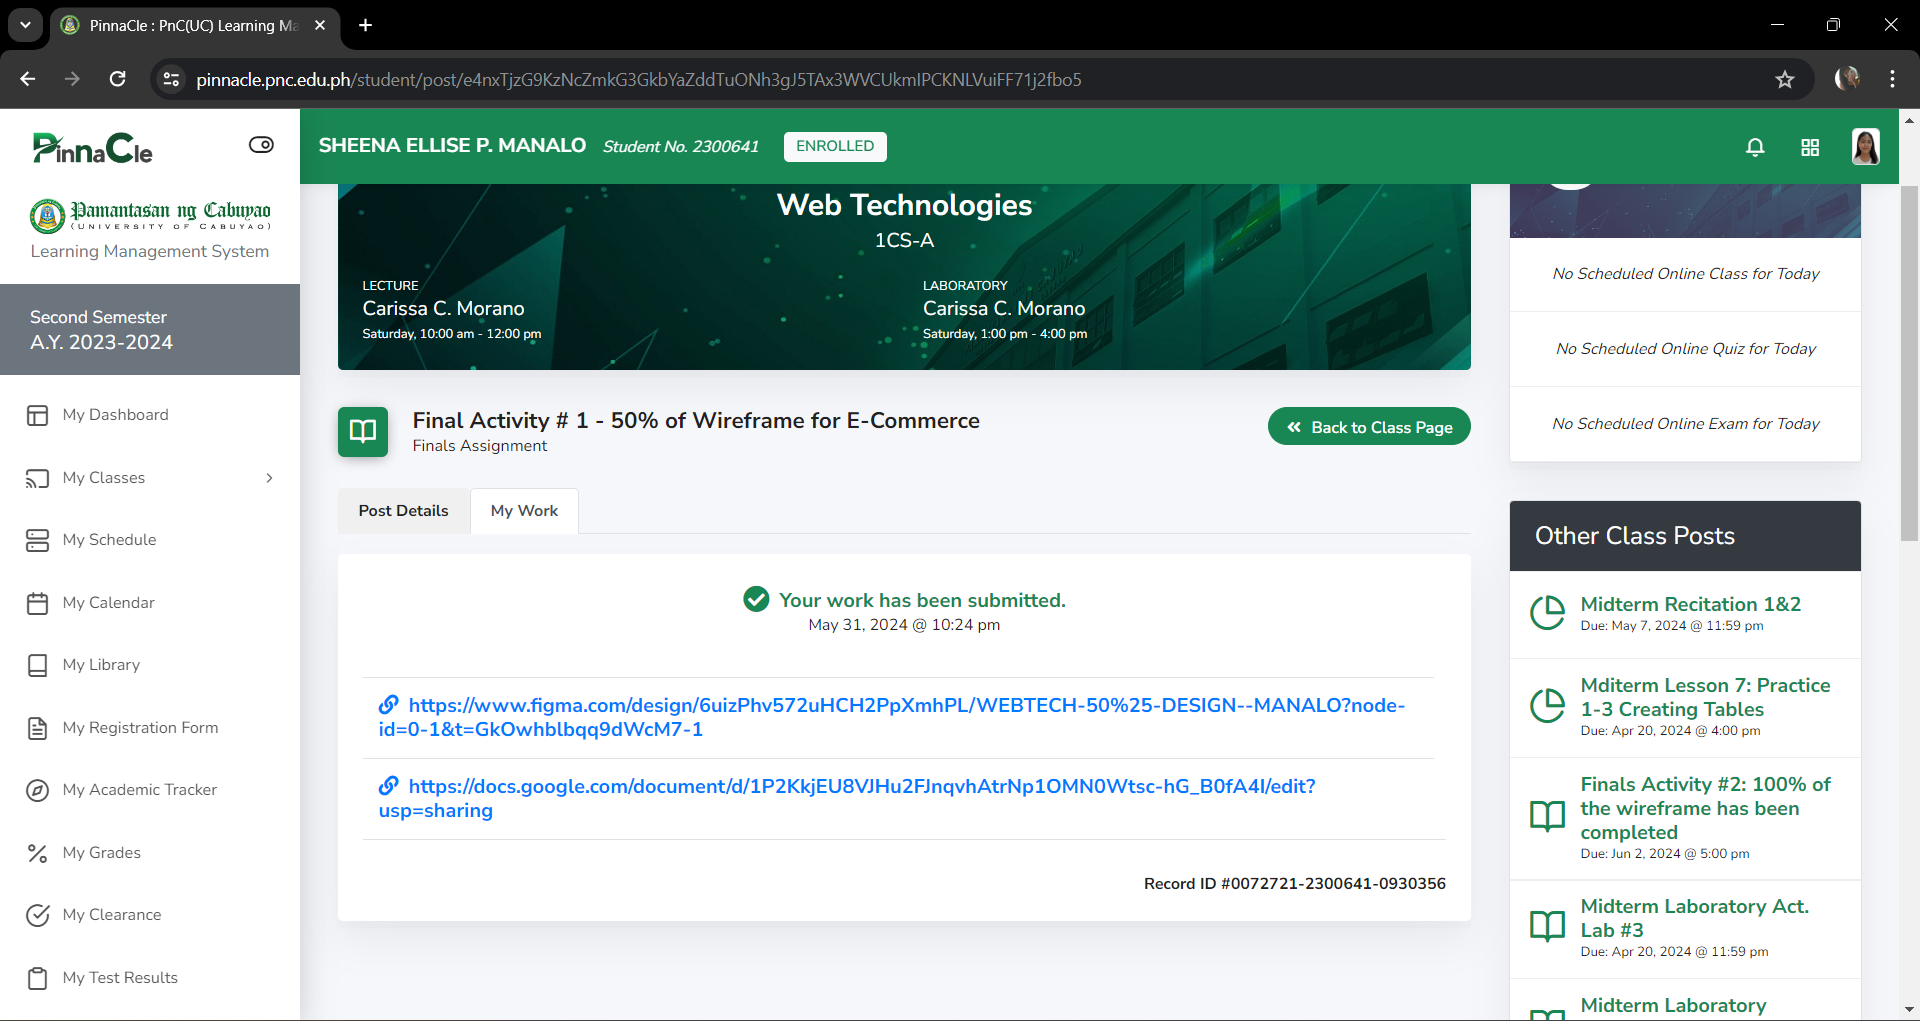 PinnaCle : PnC(UC) Learning Ma
pinnacle.pnc.edu.ph/student/post/e4nxTjzG9KzNcZmkG3GkbYaZddTuONh3gJ5TAx3WVCUkmIPCKNLVuiFF71j2fbo5
PinnaCle
Pamantasan ng Cabuyao
(UNIVERSITY OF CABUYAO)
Learning Management System
Second Semester
A.Y. 2023-2024
My Dashboard
My Classes
My Schedule
My Calendar
My Library
My Registration Form
My Academic Tracker
My Grades
My Clearance
My Test Results
SHEENA ELLISE P. MANALO Student No. 2300641 ENROLLED
Web Technologies
1CS-A
LECTURE
Carissa C. Morano
Saturday, 10:00 am - 12:00 pm
LABORATORY
Carissa C. Morano
Saturday, 1:00 pm - 4:00 pm
Final Activity # 1 - 50% of Wireframe for E-Commerce
Finals Assignment
Back to Class Page
Post Details
My Work
Your work has been submitted.
May 31, 2024 @ 10:24 pm
https://www.figma.com/design/6uizPhv572uHCH2PpXmhPL/WEBTECH-50%25-DESIGN--MANALO?node-
id=0-1&t=GkOwhblbqq9dWcM7-1
https://docs.google.com/document/d/1P2KkjEU8VJHu2FJnqvhAtrNp1OMN0Wtsc-hG_B0fA4I/edit?
usp=sharing
Record ID #0072721-2300641-0930356
No Scheduled Online Class for Today
No Scheduled Online Quiz for Today
No Scheduled Online Exam for Today
Other Class Posts
Midterm Recitation 1&2
Due: May 7, 2024 @ 11:59 pm
Mditerm Lesson 7: Practice
1-3 Creating Tables
Due: Apr 20, 2024 @ 4:00 pm
Finals Activity #2: 100% of
the wireframe has been
completed
Due: Jun 2, 2024 @ 5:00 pm
Midterm Laboratory Act.
Lab #3
Due: Apr 20, 2024 @ 11:59 pm
Midterm Laboratory